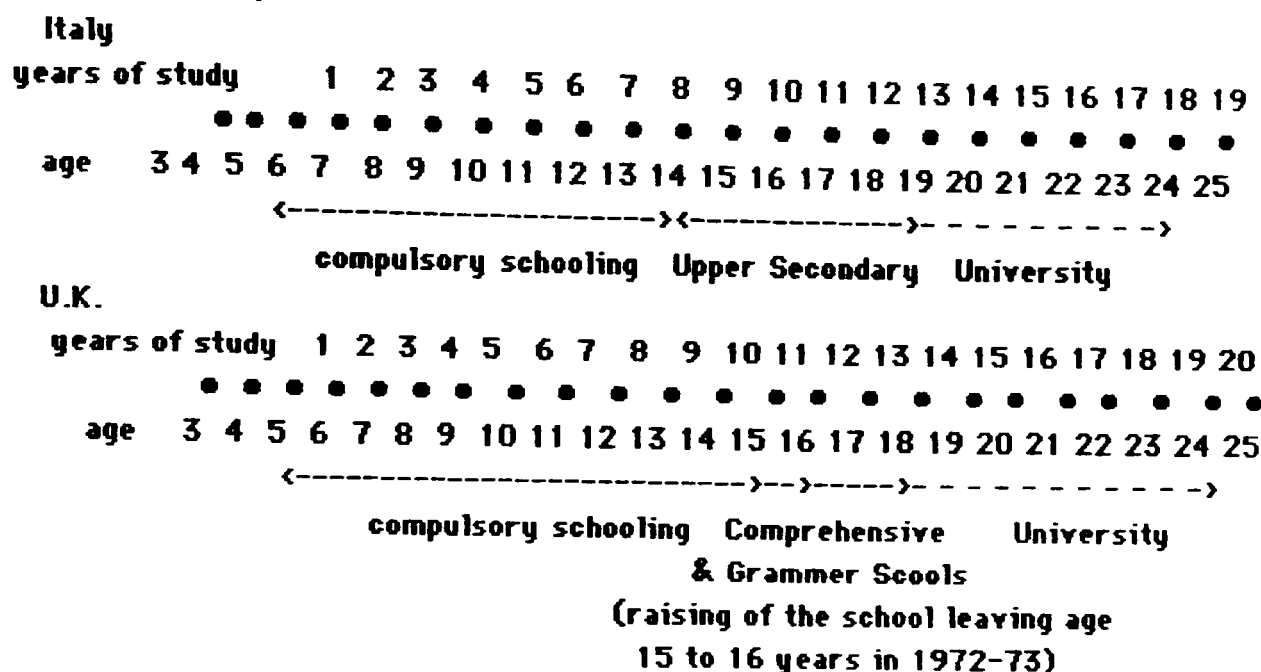 Italy
years of study 1 2 3 4 5 6 7 8 9 10 11 12 13 14 15 16 17 18 19
age 3 4 5 6 7 8 9 10 11 12 13 14 15 16 17 18 19 20 21 22 23 24 25
<----------------------><-------------->- - - - - - - - - ->
compulsory schooling Upper Secondary University
U.K.
years of study 1 2 3 4 5 6 7 8 9 10 11 12 13 14 15 16 17 18 19 20
age 3 4 5 6 7 8 9 10 11 12 13 14 15 16 17 18 19 20 21 22 23 24 25
<---------------------------->--><----->- - - - - - - - - - - ->
compulsory schooling Comprehensive University
& Grammer Scools
(raising of the school leaving age
15 to 16 years in 1972-73)